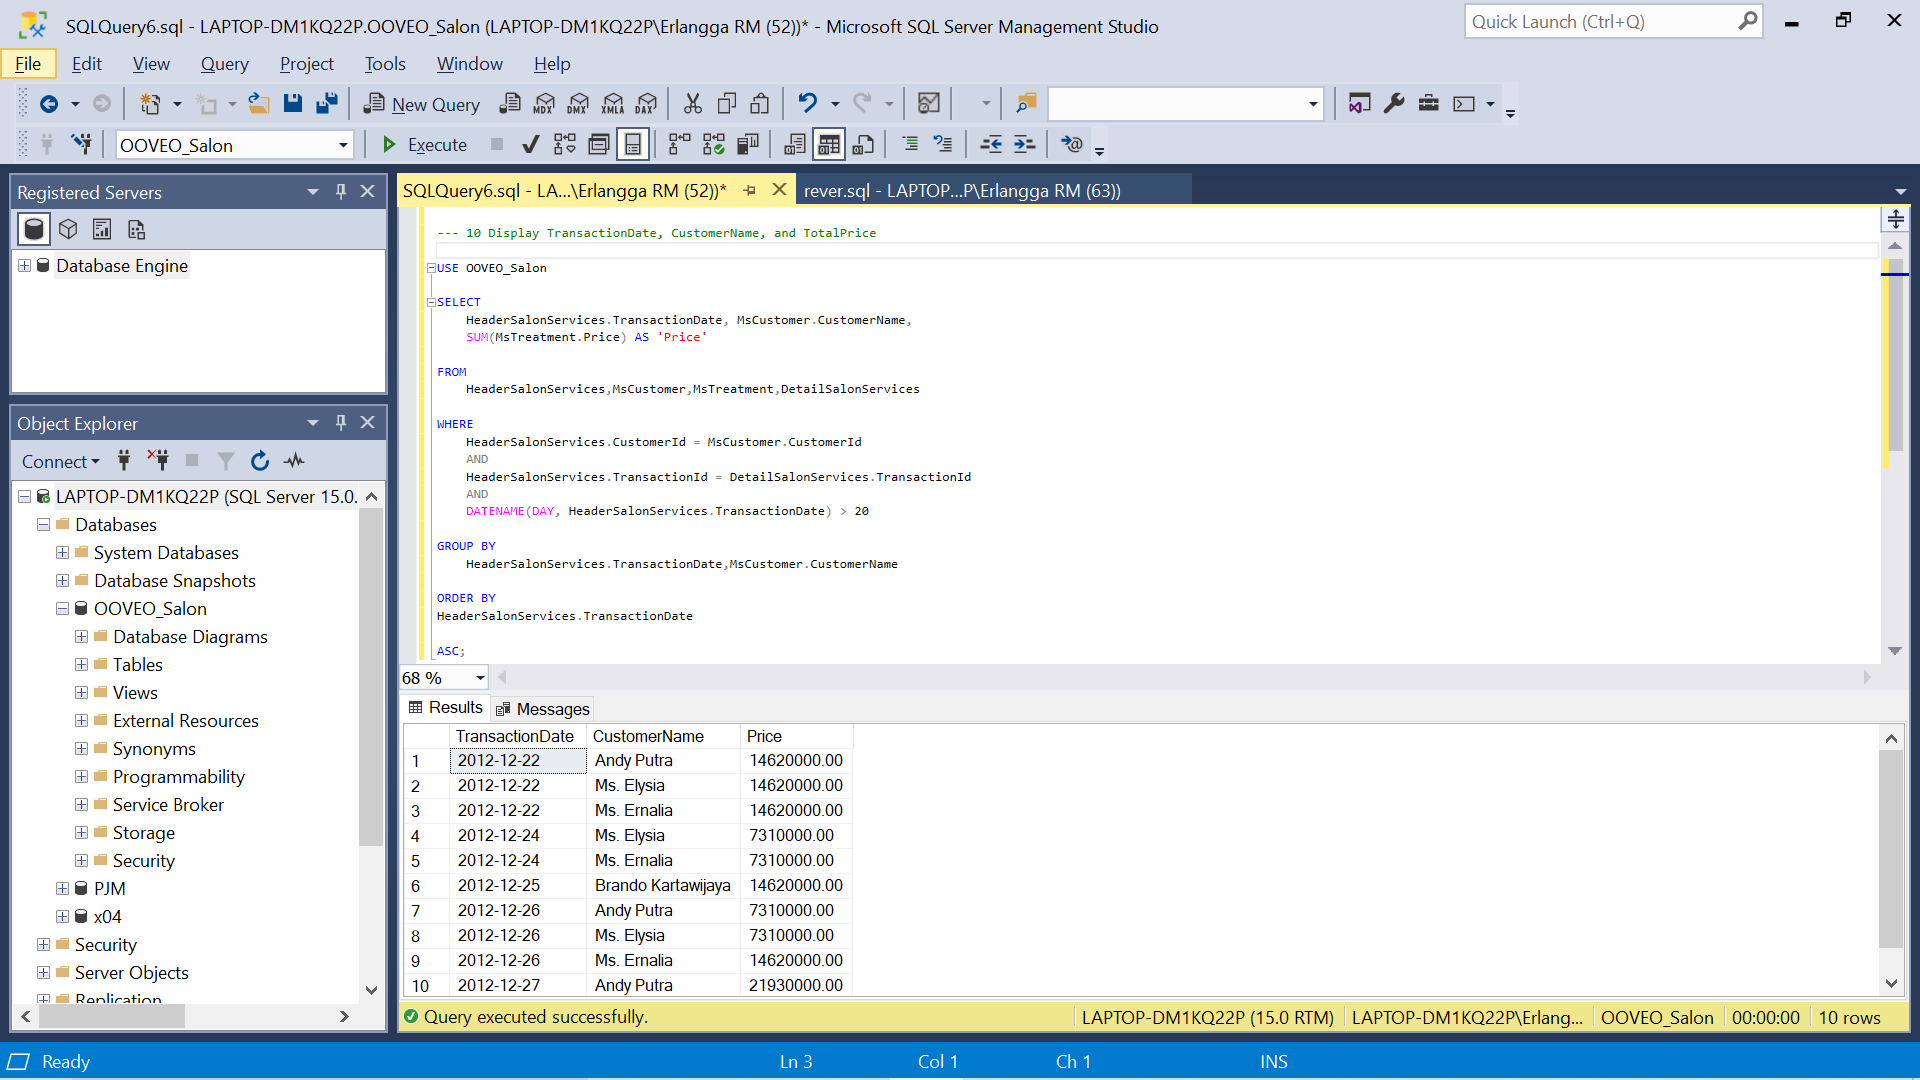 SQLQuery6.sql - LAPTOP-DM1KQ22P.OOVEO_Salon (LAPTOP-DM1KQ22P\Erlangga RM (52))* - Microsoft SQL Server Management Studio
Quick Launch (Ctrl+Q)
File Edit View Query Project Tools Window Help
New Query MDX DMX XMLA DAX
OOVEO_Salon Execute
Registered Servers
Database Engine
Object Explorer
Connect
LAPTOP-DM1KQ22P (SQL Server 15.0.
Databases
System Databases
Database Snapshots
OOVEO_Salon
Database Diagrams
Tables
Views
External Resources
Synonyms
Programmability
Service Broker
Storage
Security
PJM
x04
Security
Server Objects
Replication
SQLQuery6.sql - LA...\Erlangga RM (52))* rever.sql - LAPTOP...P\Erlangga RM (63))
--- 10 Display TransactionDate, CustomerName, and TotalPrice
USE OOVEO_Salon
SELECT
HeaderSalonServices.TransactionDate, MsCustomer.CustomerName,
SUM(MsTreatment.Price) AS 'Price'
FROM
HeaderSalonServices,MsCustomer,MsTreatment,DetailSalonServices
WHERE
HeaderSalonServices.CustomerId = MsCustomer.CustomerId
AND
HeaderSalonServices.TransactionId = DetailSalonServices.TransactionId
AND
DATENAME(DAY, HeaderSalonServices.TransactionDate) > 20
GROUP BY
HeaderSalonServices.TransactionDate,MsCustomer.CustomerName
ORDER BY
HeaderSalonServices.TransactionDate
ASC;
68 %
Results Messages
TransactionDate CustomerName Price
1 2012-12-22 Andy Putra 14620000.00
2 2012-12-22 Ms. Elysia 14620000.00
3 2012-12-22 Ms. Ernalia 14620000.00
4 2012-12-24 Ms. Elysia 7310000.00
5 2012-12-24 Ms. Ernalia 7310000.00
6 2012-12-25 Brando Kartawijaya 14620000.00
7 2012-12-26 Andy Putra 7310000.00
8 2012-12-26 Ms. Elysia 7310000.00
9 2012-12-26 Ms. Ernalia 14620000.00
10 2012-12-27 Andy Putra 21930000.00
Query executed successfully. LAPTOP-DM1KQ22P (15.0 RTM) LAPTOP-DM1KQ22P\Erlang... OOVEO_Salon 00:00:00 10 rows
Ready Ln 3 Col 1 Ch 1 INS